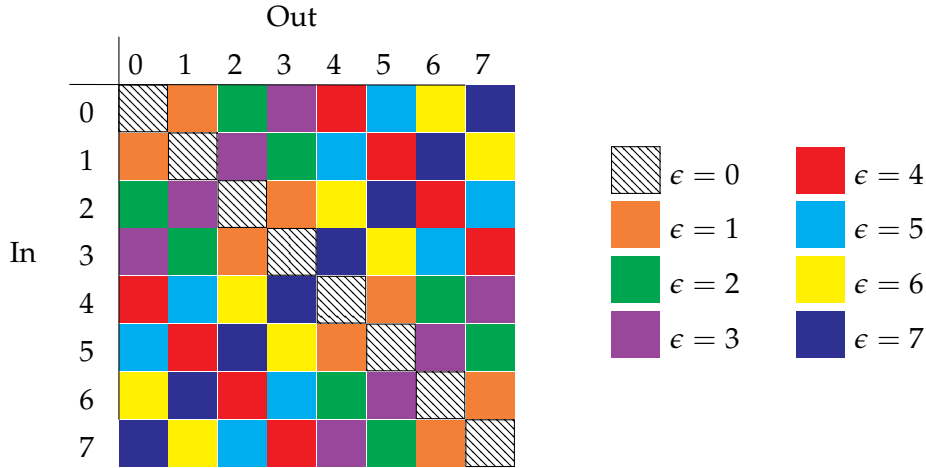 Out
0 1 2 3 4 5 6 7
0
1
2
3
4
5
6
7
In
ϵ = 0
ϵ = 1
ϵ = 2
ϵ = 3
ϵ = 4
ϵ = 5
ϵ = 6
ϵ = 7